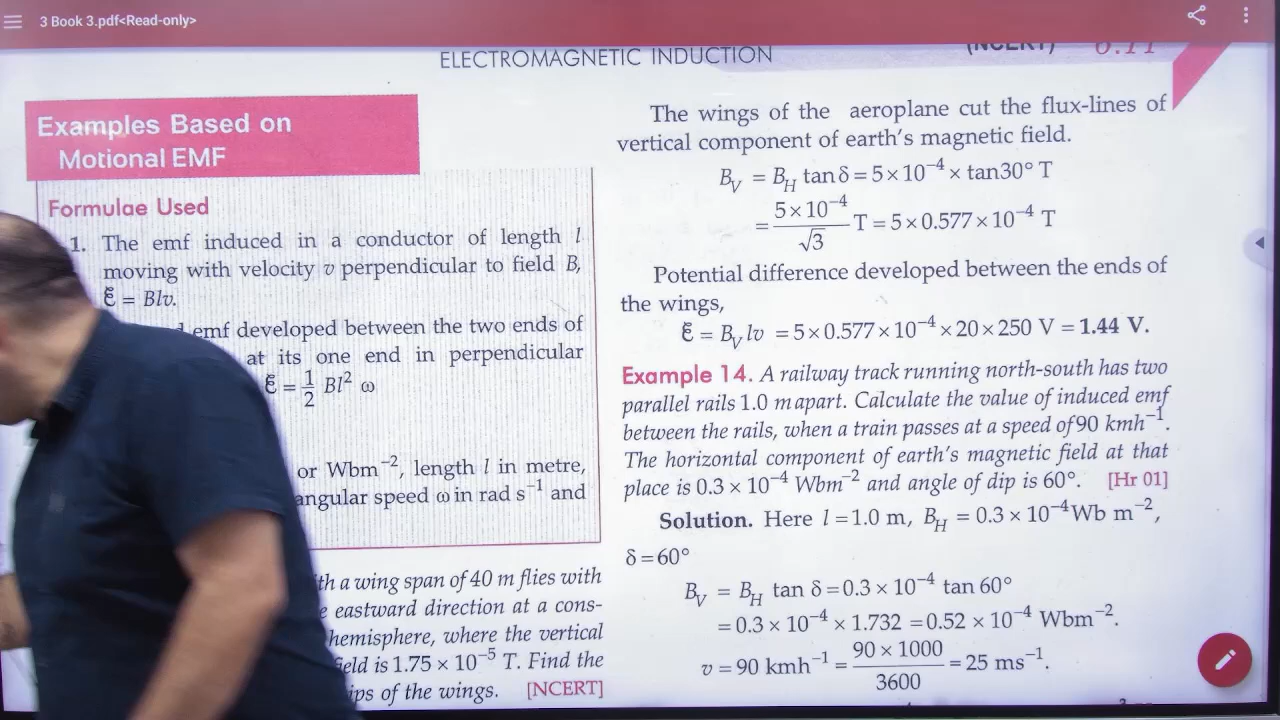 3 Book 3.pdf<Read-only>
ELECTROMAGNETIC INDUCTION
(NCERT) 6.11
Examples Based on
Motional EMF
Formulae Used
1. The emf induced in a conductor of length l
moving with velocity v perpendicular to field B,
ℰ = Blv.
emf developed between the two ends of
at its one end in perpendicular
ℰ = 1/2 Bl² ω
or Wbm⁻², length l in metre,
angular speed ω in rad s⁻¹ and
th a wing span of 40 m flies with
e eastward direction at a cons-
hemisphere, where the vertical
ield is 1.75 × 10⁻⁵ T. Find the
ips of the wings. [NCERT]
The wings of the aeroplane cut the flux-lines of
vertical component of earth's magnetic field.
B_V = B_H tan δ = 5 × 10⁻⁴ × tan 30° T
= 5 × 10⁻⁴/√3 T = 5 × 0.577 × 10⁻⁴ T
Potential difference developed between the ends of
the wings,
ℰ = B_V lv = 5 × 0.577 × 10⁻⁴ × 20 × 250 V = 1.44 V.
Example 14. A railway track running north-south has two
parallel rails 1.0 m apart. Calculate the value of induced emf
between the rails, when a train passes at a speed of 90 kmh⁻¹.
The horizontal component of earth's magnetic field at that
place is 0.3 × 10⁻⁴ Wbm⁻² and angle of dip is 60°. [Hr 01]
Solution. Here l = 1.0 m, B_H = 0.3 × 10⁻⁴ Wb m⁻²,
δ = 60°
B_V = B_H tan δ = 0.3 × 10⁻⁴ tan 60°
= 0.3 × 10⁻⁴ × 1.732 = 0.52 × 10⁻⁴ Wbm⁻².
v = 90 kmh⁻¹ = 90 × 1000/3600 = 25 ms⁻¹.